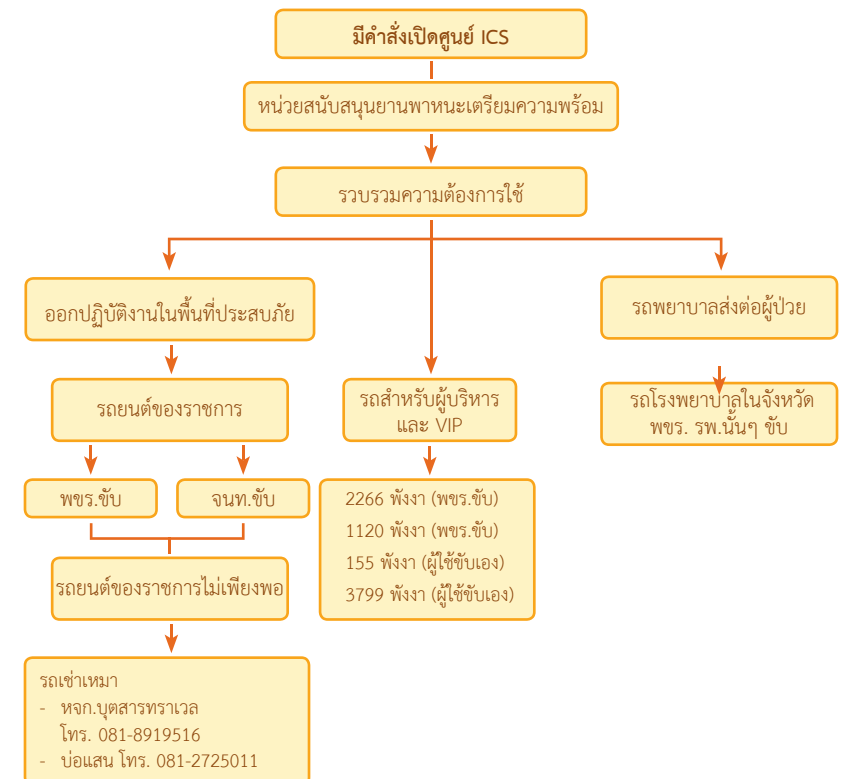 มีคำสั่งเปิดศูนย์ ICS
หน่วยสนับสนุนยานพาหนะเตรียมความพร้อม
รวบรวมความต้องการใช้
ออกปฏิบัติงานในพื้นที่ประสบภัย
รถยนต์ของราชการ
พขร.ขับ
จนท.ขับ
รถยนต์ของราชการไม่เพียงพอ
รถเช่าเหมา
- หจก.บุตสารทราเวล
โทร. 081-8919516
- บ่อแสน โทร. 081-2725011
รถสำหรับผู้บริหาร
และ VIP
2266 พังงา (พขร.ขับ)
1120 พังงา (พขร.ขับ)
155 พังงา (ผู้ใช้ขับเอง)
3799 พังงา (ผู้ใช้ขับเอง)
รถพยาบาลส่งต่อผู้ป่วย
รถโรงพยาบาลในจังหวัด
พขร. รพ.นั้นๆ ขับ